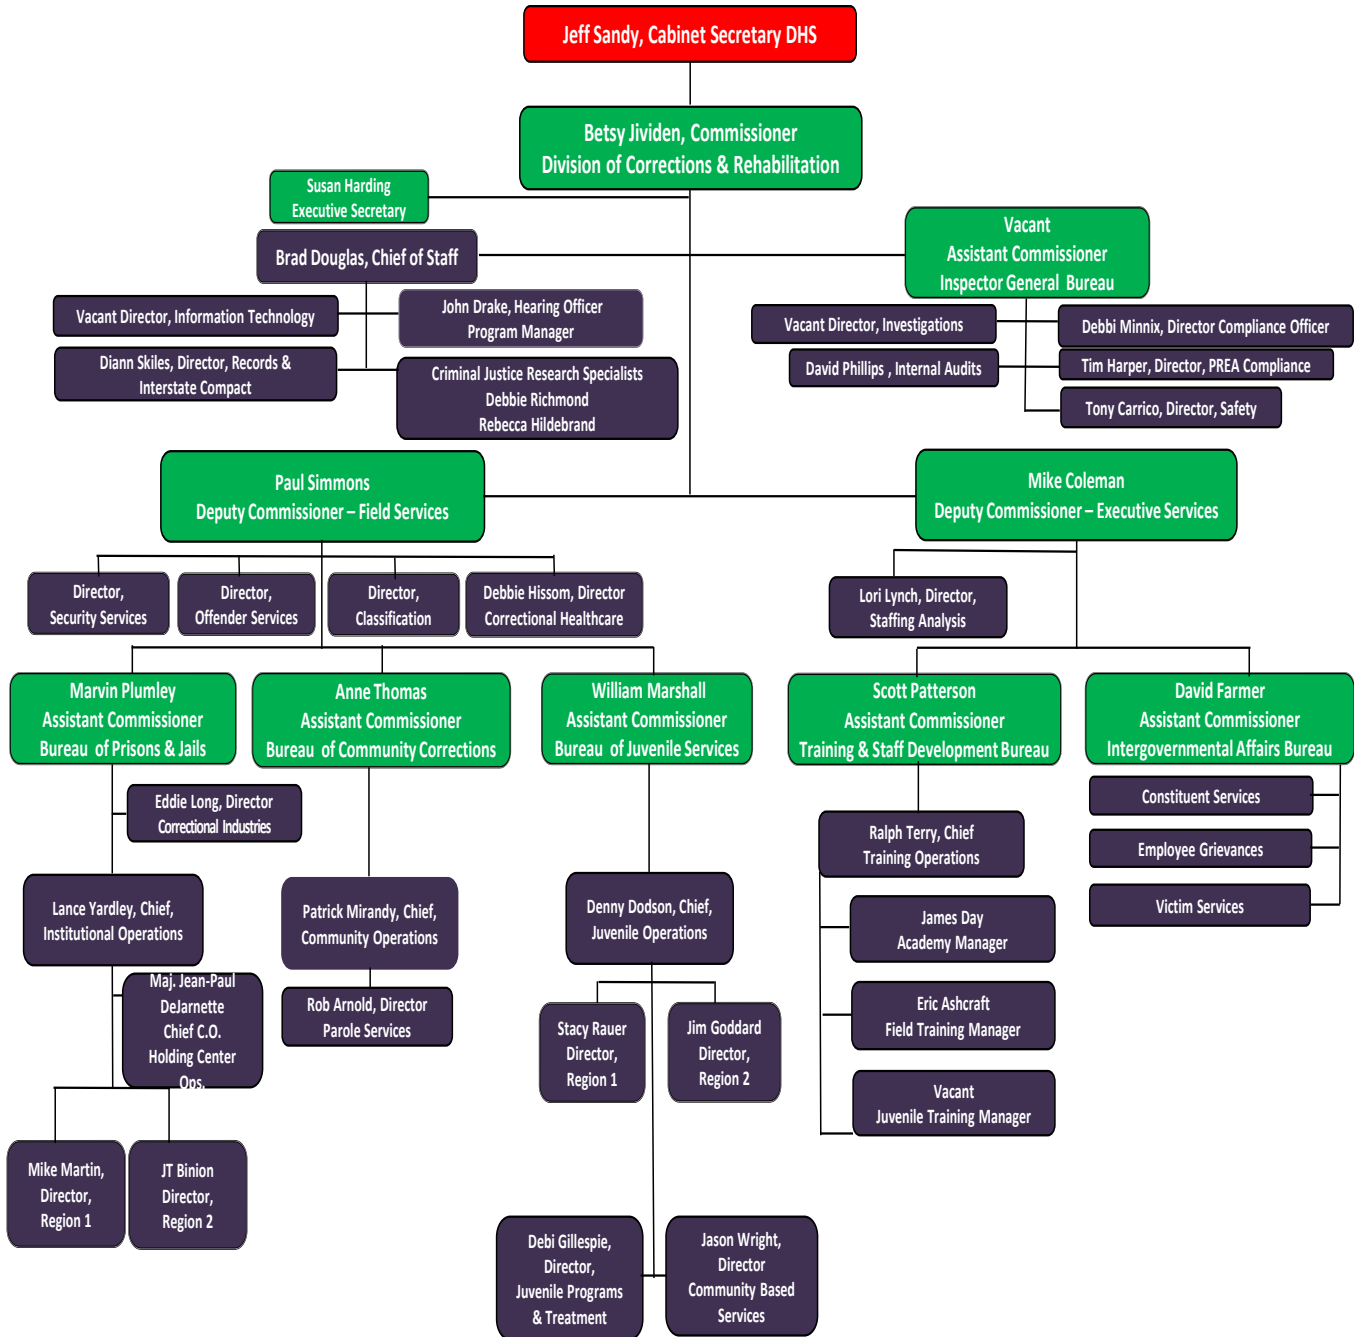 Jeff Sandy, Cabinet Secretary DHS
Betsy Jividen, Commissioner
Division of Corrections & Rehabilitation
Susan Harding
Executive Secretary
Brad Douglas, Chief of Staff
Vacant
Assistant Commissioner
Inspector General Bureau
Vacant Director, Information Technology
John Drake, Hearing Officer
Program Manager
Diann Skiles, Director, Records &
Interstate Compact
Criminal Justice Research Specialists
Debbie Richmond
Rebecca Hildebrand
Vacant Director, Investigations
Debbi Minnix, Director Compliance Officer
David Phillips , Internal Audits
Tim Harper, Director, PREA Compliance
Tony Carrico, Director, Safety
Paul Simmons
Deputy Commissioner – Field Services
Mike Coleman
Deputy Commissioner – Executive Services
Director,
Security Services
Director,
Offender Services
Director,
Classification
Debbie Hissom, Director
Correctional Healthcare
Lori Lynch, Director,
Staffing Analysis
Marvin Plumley
Assistant Commissioner
Bureau of Prisons & Jails
Anne Thomas
Assistant Commissioner
Bureau of Community Corrections
William Marshall
Assistant Commissioner
Bureau of Juvenile Services
Scott Patterson
Assistant Commissioner
Training & Staff Development Bureau
David Farmer
Assistant Commissioner
Intergovernmental Affairs Bureau
Eddie Long, Director
Correctional Industries
Lance Yardley, Chief,
Institutional Operations
Maj. Jean-Paul
DeJarnette
Chief C.O.
Holding Center
Ops.
Mike Martin,
Director,
Region 1
JT Binion
Director,
Region 2
Patrick Mirandy, Chief,
Community Operations
Rob Arnold, Director
Parole Services
Denny Dodson, Chief,
Juvenile Operations
Stacy Rauer
Director,
Region 1
Jim Goddard
Director,
Region 2
Debi Gillespie,
Director,
Juvenile Programs
& Treatment
Jason Wright,
Director
Community Based
Services
Ralph Terry, Chief
Training Operations
James Day
Academy Manager
Eric Ashcraft
Field Training Manager
Vacant
Juvenile Training Manager
Constituent Services
Employee Grievances
Victim Services